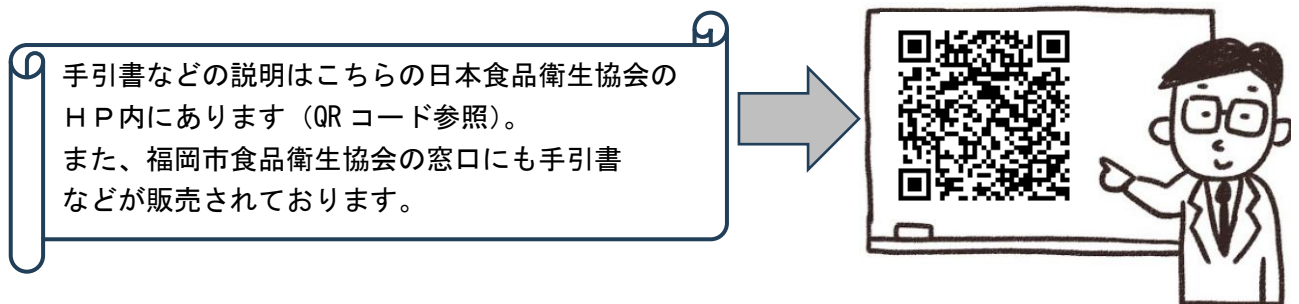 手引書などの説明はこちらの日本食品衛生協会の
ＨＰ内にあります（QR コード参照）。
また、福岡市食品衛生協会の窓口にも手引書
などが販売されております。